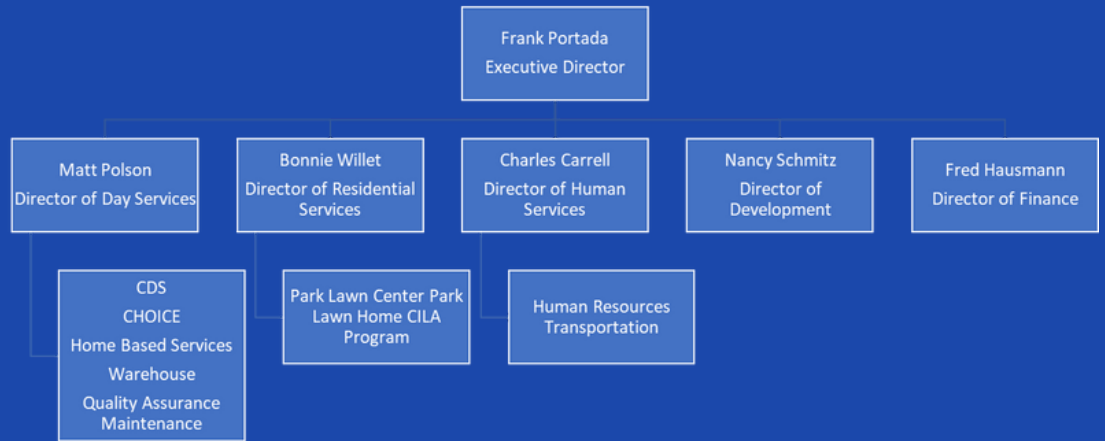 Frank Portada
Executive Director
Matt Polson
Director of Day Services
Bonnie Willet
Director of Residential
Services
Charles Carrell
Director of Human
Services
Nancy Schmitz
Director of
Development
Fred Hausmann
Director of Finance
CDS
CHOICE
Home Based Services
Warehouse
Quality Assurance
Maintenance
Park Lawn Center Park
Lawn Home CILA
Program
Human Resources
Transportation